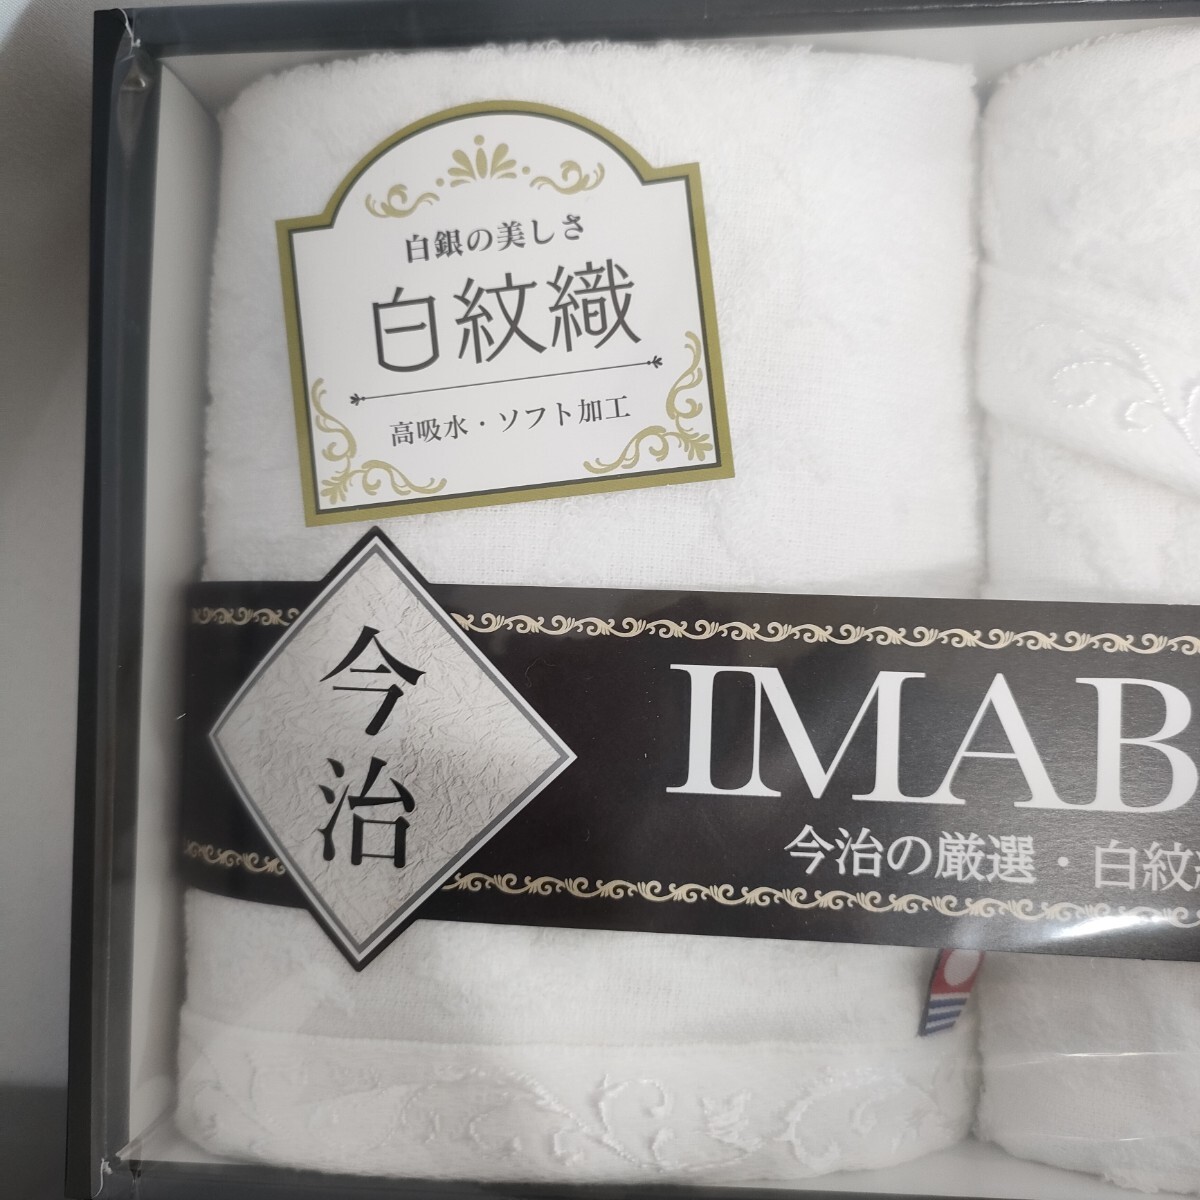 白銀の美しさ
白紋織
高吸水・ソフト加工
今治
IMAB
今治の厳選・白紋